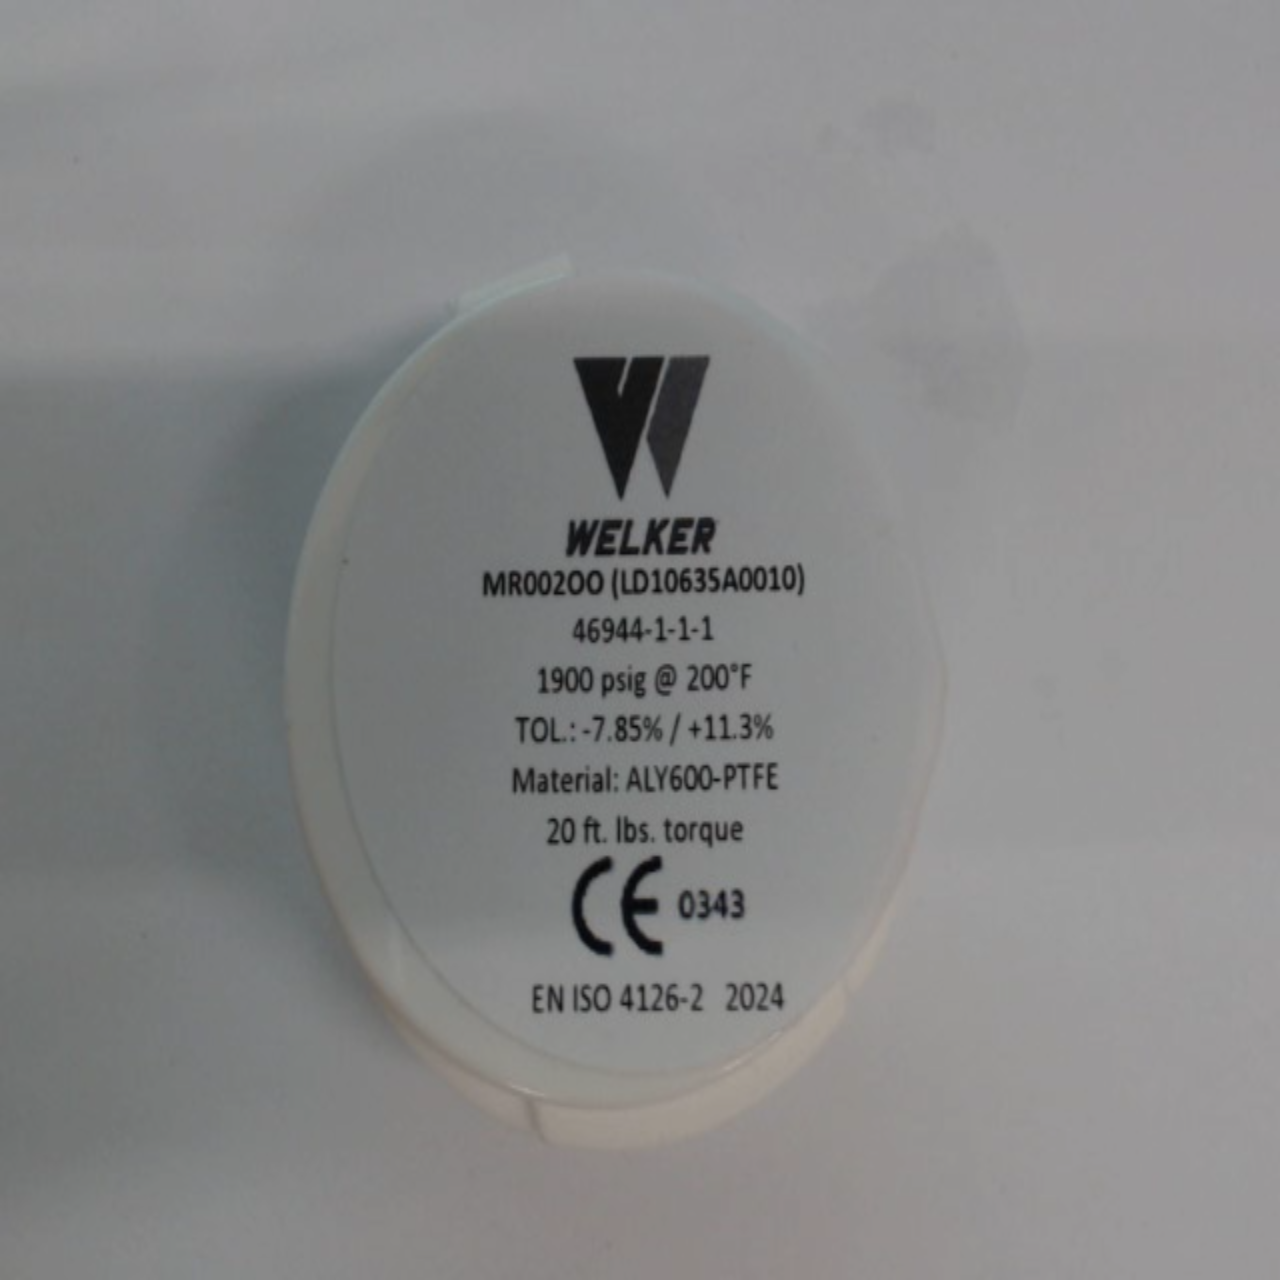 WELKER
MR002OO (LD10635A0010)
46944-1-1-1
1900 psig @ 200°F
TOL.: -7.85% / +11.3%
Material: ALY600-PTFE
20 ft. lbs. torque
CE 0343
EN ISO 4126-2 2024